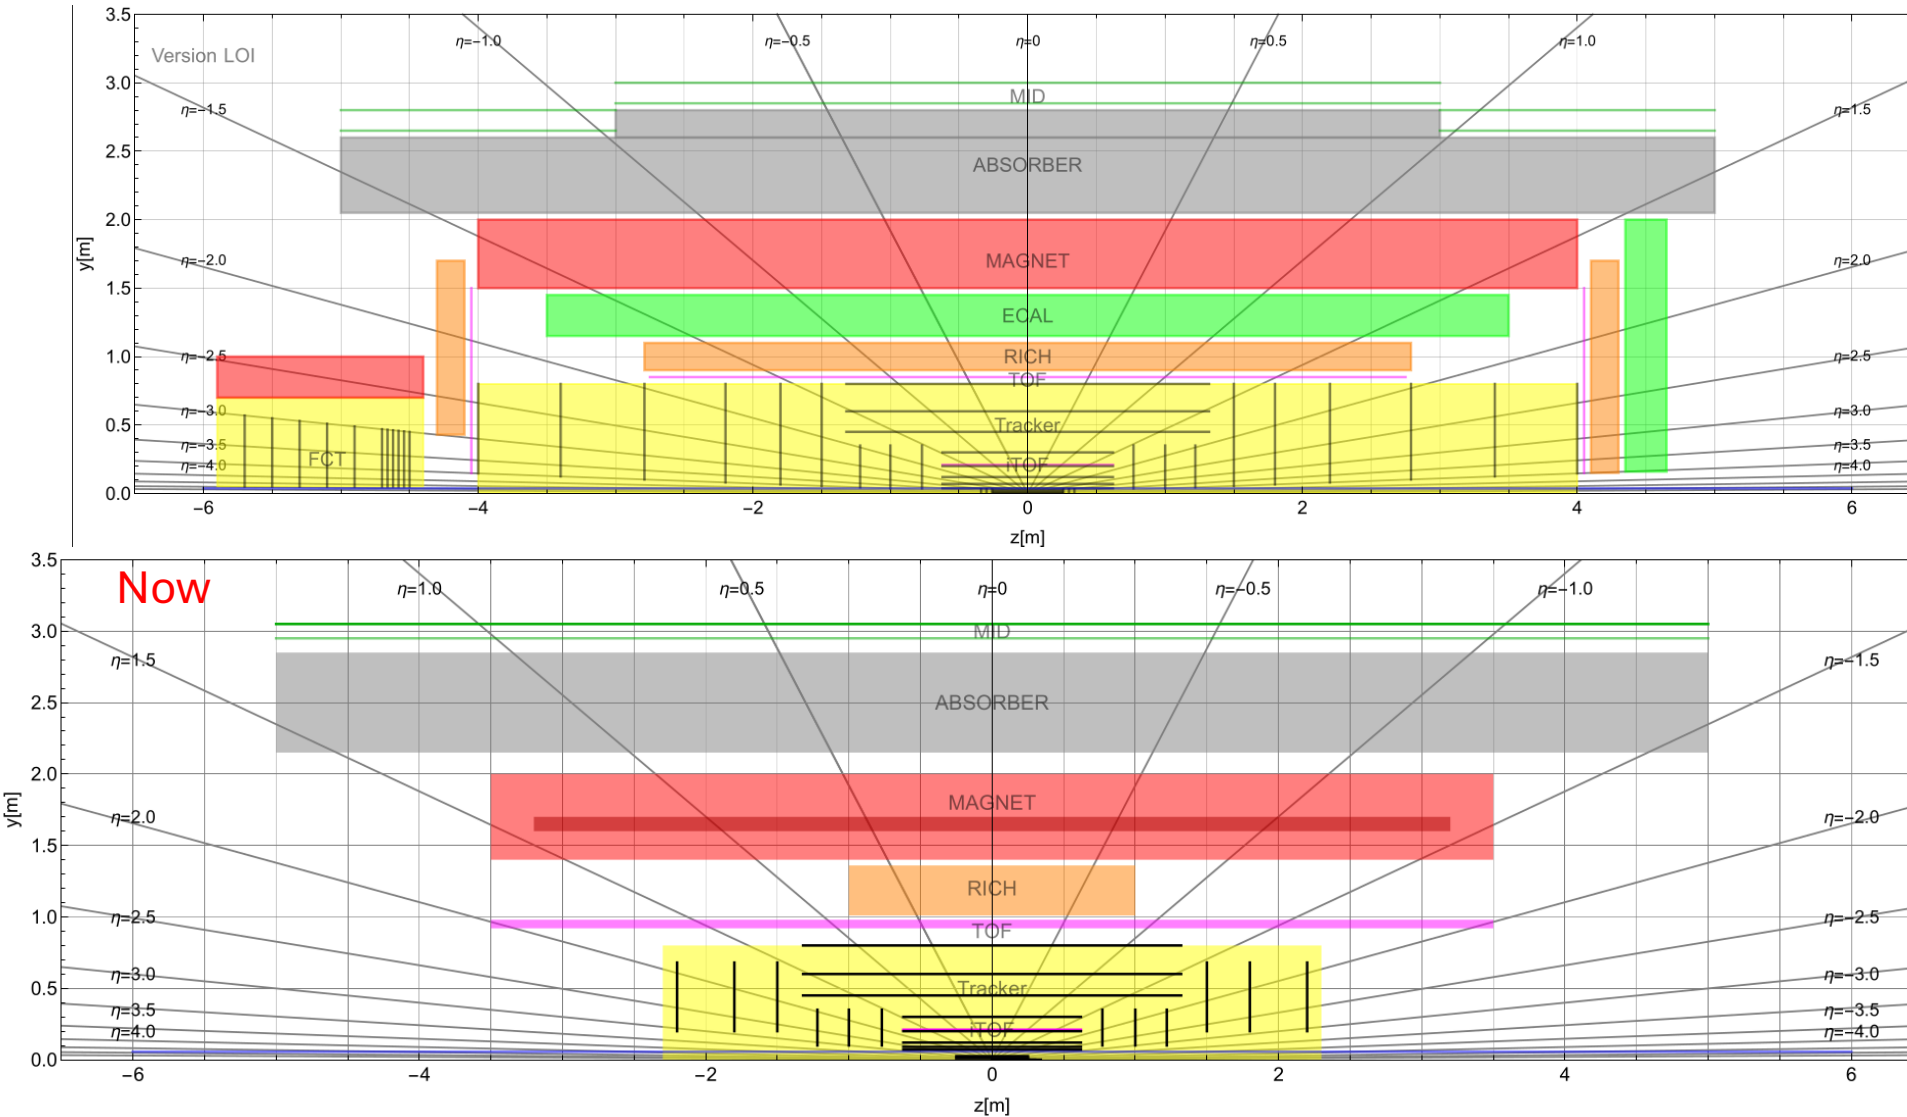 3.5
η=−1.0 η=−0.5 η=0 η=0.5 η=1.0
Version LOI
3.0
MID
η=−1.5 η=1.5
2.5
ABSORBER
2.0
y[m]
η=−2.0 MAGNET η=2.0
1.5
ECAL
1.0
η=−2.5 RICH η=2.5
TOF
η=−3.0 η=3.0
0.5
Tracker
η=−3.5 η=3.5
FCT
η=−4.0 iTOF η=4.0
0.0
−6 −4 −2 0 2 4 6
z[m]
3.5
Now
η=1.0 η=0.5 η=0 η=−0.5 η=−1.0
3.0
MID
η=1.5 η=−1.5
2.5
ABSORBER
2.0
MAGNET
y[m]
η=2.0 η=−2.0
1.5
RICH
1.0
η=2.5 η=−2.5
TOF
η=3.0 η=−3.0
0.5
Tracker
η=3.5 η=−3.5
η=4.0 iTOF η=−4.0
0.0
−6 −4 −2 0 2 4 6
z[m]